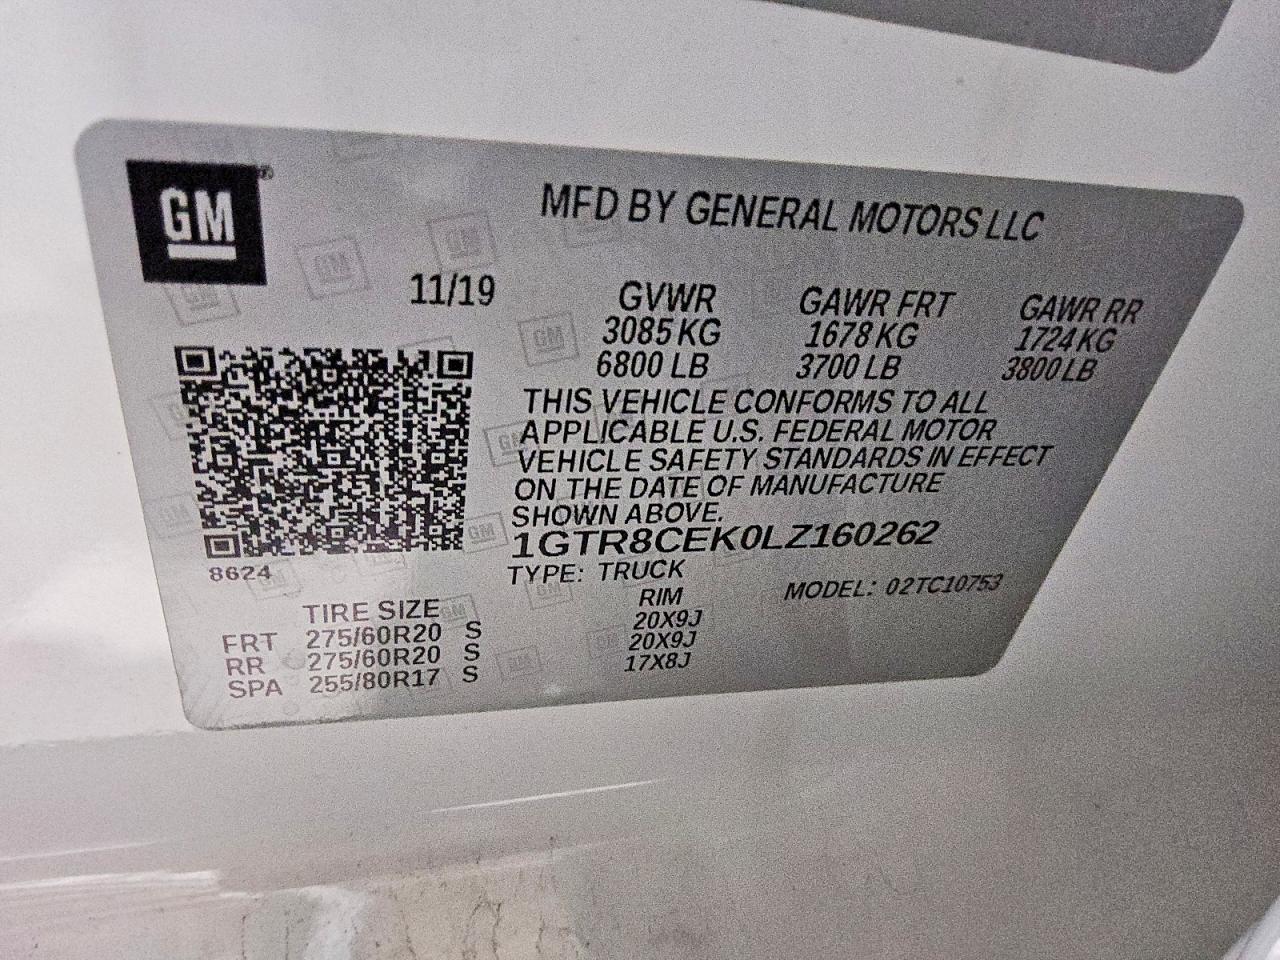 GM
MFD BY GENERAL MOTORS LLC
11/19
GVWR GAWR FRT GAWR RR
3085 KG 1678 KG 1724 KG
6800 LB 3700 LB 3800 LB
THIS VEHICLE CONFORMS TO ALL
APPLICABLE U.S. FEDERAL MOTOR
VEHICLE SAFETY STANDARDS IN EFFECT
ON THE DATE OF MANUFACTURE
SHOWN ABOVE.
1GTR8CEK0LZ160262
8624
TYPE: TRUCK MODEL: 02TC10753
TIRE SIZE RIM
FRT 275/60R20 S 20X9J
RR 275/60R20 S 20X9J
SPA 255/80R17 S 17X8J